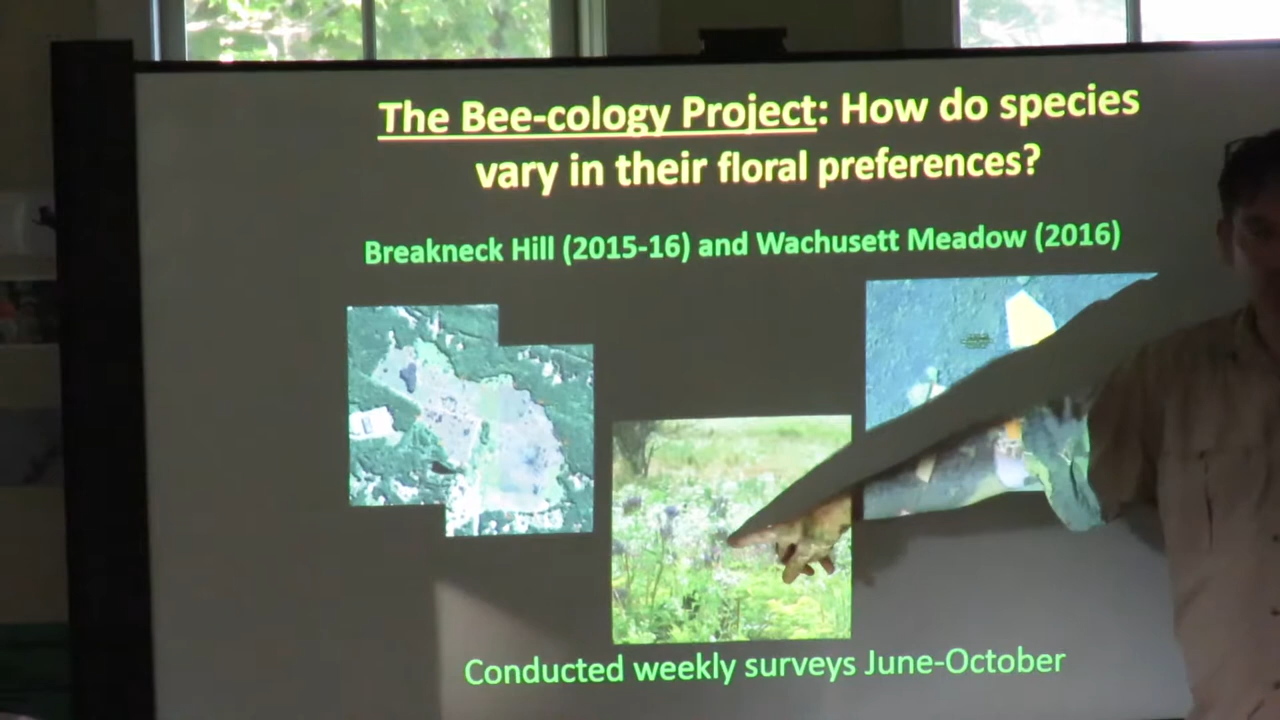 The Bee-cology Project: How do species
vary in their floral preferences?
Breakneck Hill (2015-16) and Wachusett Meadow (2016)
Conducted weekly surveys June-October